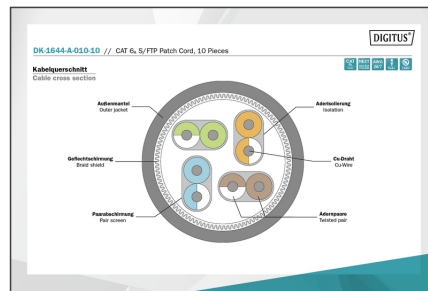 DIGITUS®
DK-1644-A-010-10 // CAT 6A S/FTP Patch Cord, 10 Pieces
Kabelquerschnitt
Cable cross section
Außenmantel
Outer jacket
Aderisolierung
Isolation
Geflechtschirmung
Braid shield
Cu-Draht
Cu-Wire
Paarabschirmung
Pair screen
Adernpaare
Twisted pair